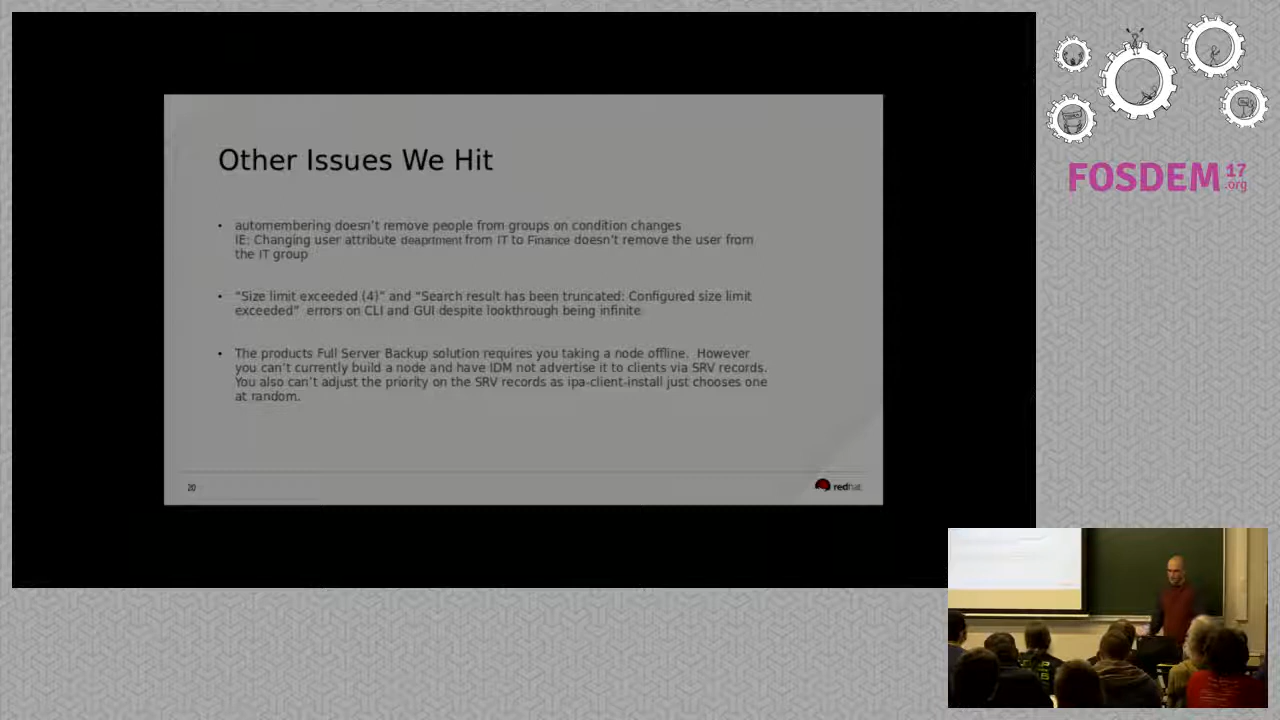 Other Issues We Hit
• automembering doesn't remove people from groups on condition changes
IE: Changing user attribute deaprtment from IT to Finance doesn't remove the user from
the IT group
• "Size limit exceeded (4)" and "Search result has been truncated: Configured size limit
exceeded" errors on CLI and GUI despite lookthrough being infinite
• The products Full Server Backup solution requires you taking a node offline. However
you can't currently build a node and have IDM not advertise it to clients via SRV records.
You also can't adjust the priority on the SRV records as ipa-client-install just chooses one
at random.
20
redhat
FOSDEM 17
.org